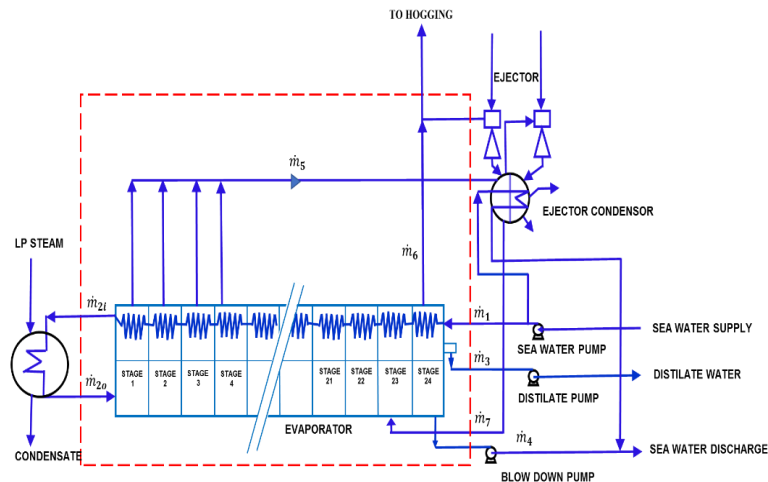 TO HOGGING
EJECTOR
ṁ5
EJECTOR CONDENSOR
LP STEAM
ṁ6
ṁ2i
ṁ1
SEA WATER SUPPLY
SEA WATER PUMP
STAGE 1
STAGE 2
STAGE 3
STAGE 4
STAGE 21
STAGE 22
STAGE 23
STAGE 24
ṁ3
DISTILATE WATER
ṁ2o
DISTILATE PUMP
ṁ7
EVAPORATOR
ṁ4
SEA WATER DISCHARGE
CONDENSATE
BLOW DOWN PUMP